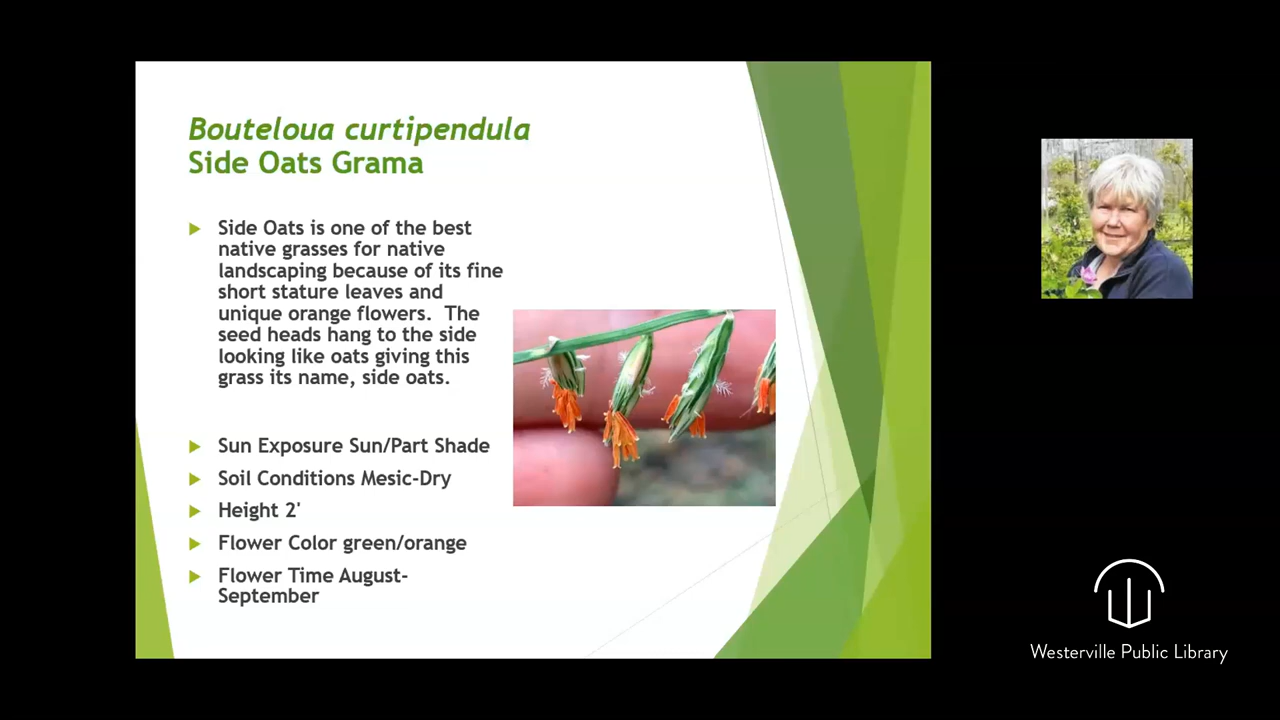 Bouteloua curtipendula
Side Oats Grama
Side Oats is one of the best
native grasses for native
landscaping because of its fine
short stature leaves and
unique orange flowers.  The
seed heads hang to the side
looking like oats giving this
grass its name, side oats.
Sun Exposure Sun/Part Shade
Soil Conditions Mesic-Dry
Height 2'
Flower Color green/orange
Flower Time August-
September
Westerville Public Library